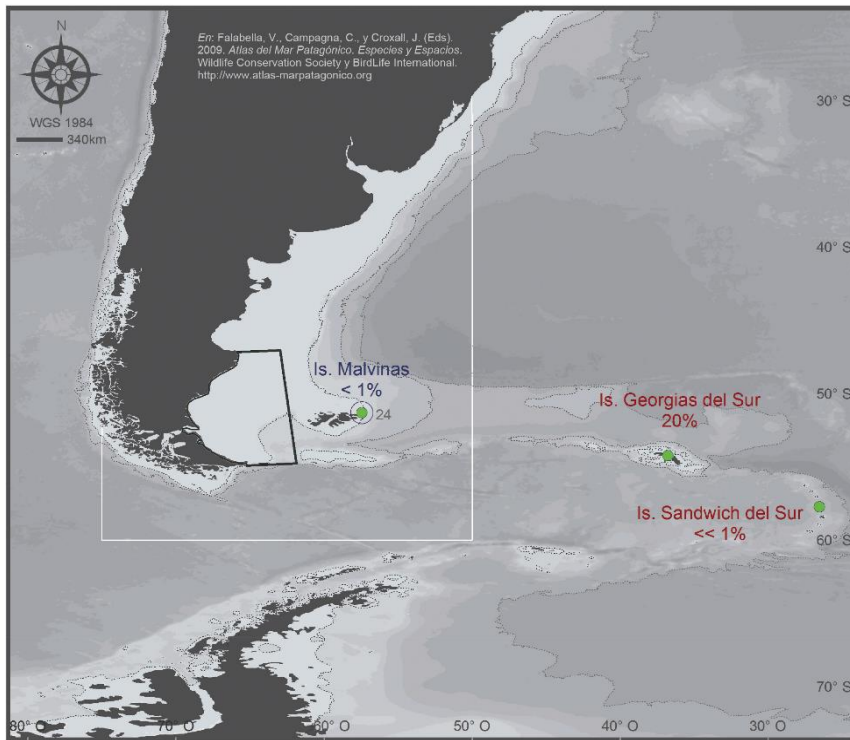 N
WGS 1984
340km
En: Falabella, V., Campagna, C., y Croxall, J. (Eds).
2009. Atlas del Mar Patagónico. Especies y Espacios.
Wildlife Conservation Society y BirdLife International.
http://www.atlas-marpatagonico.org
30° S
40° S
Is. Malvinas
< 1%
24
50° S
Is. Georgias del Sur
20%
Is. Sandwich del Sur
<< 1%
60° S
70° S
80° O
70° O
60° O
50° O
40° O
30° O